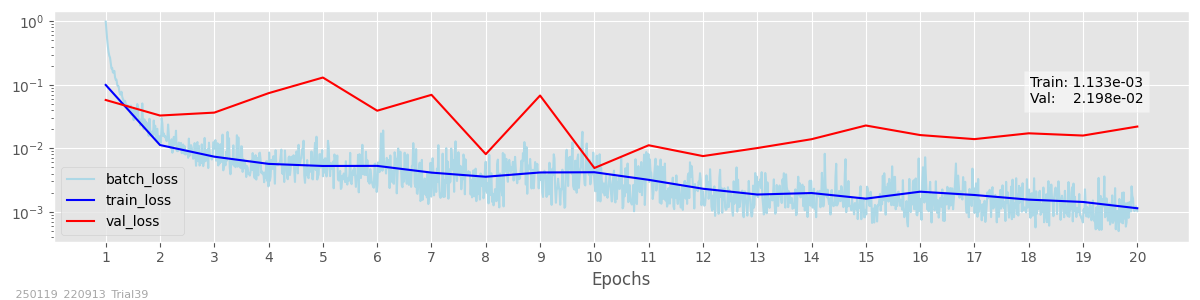 10⁰
10⁻¹
10⁻²
10⁻³
Train: 1.133e-03
Val: 2.198e-02
batch_loss
train_loss
val_loss
1 2 3 4 5 6 7 8 9 10 11 12 13 14 15 16 17 18 19 20
Epochs
250119_220913_Trial39